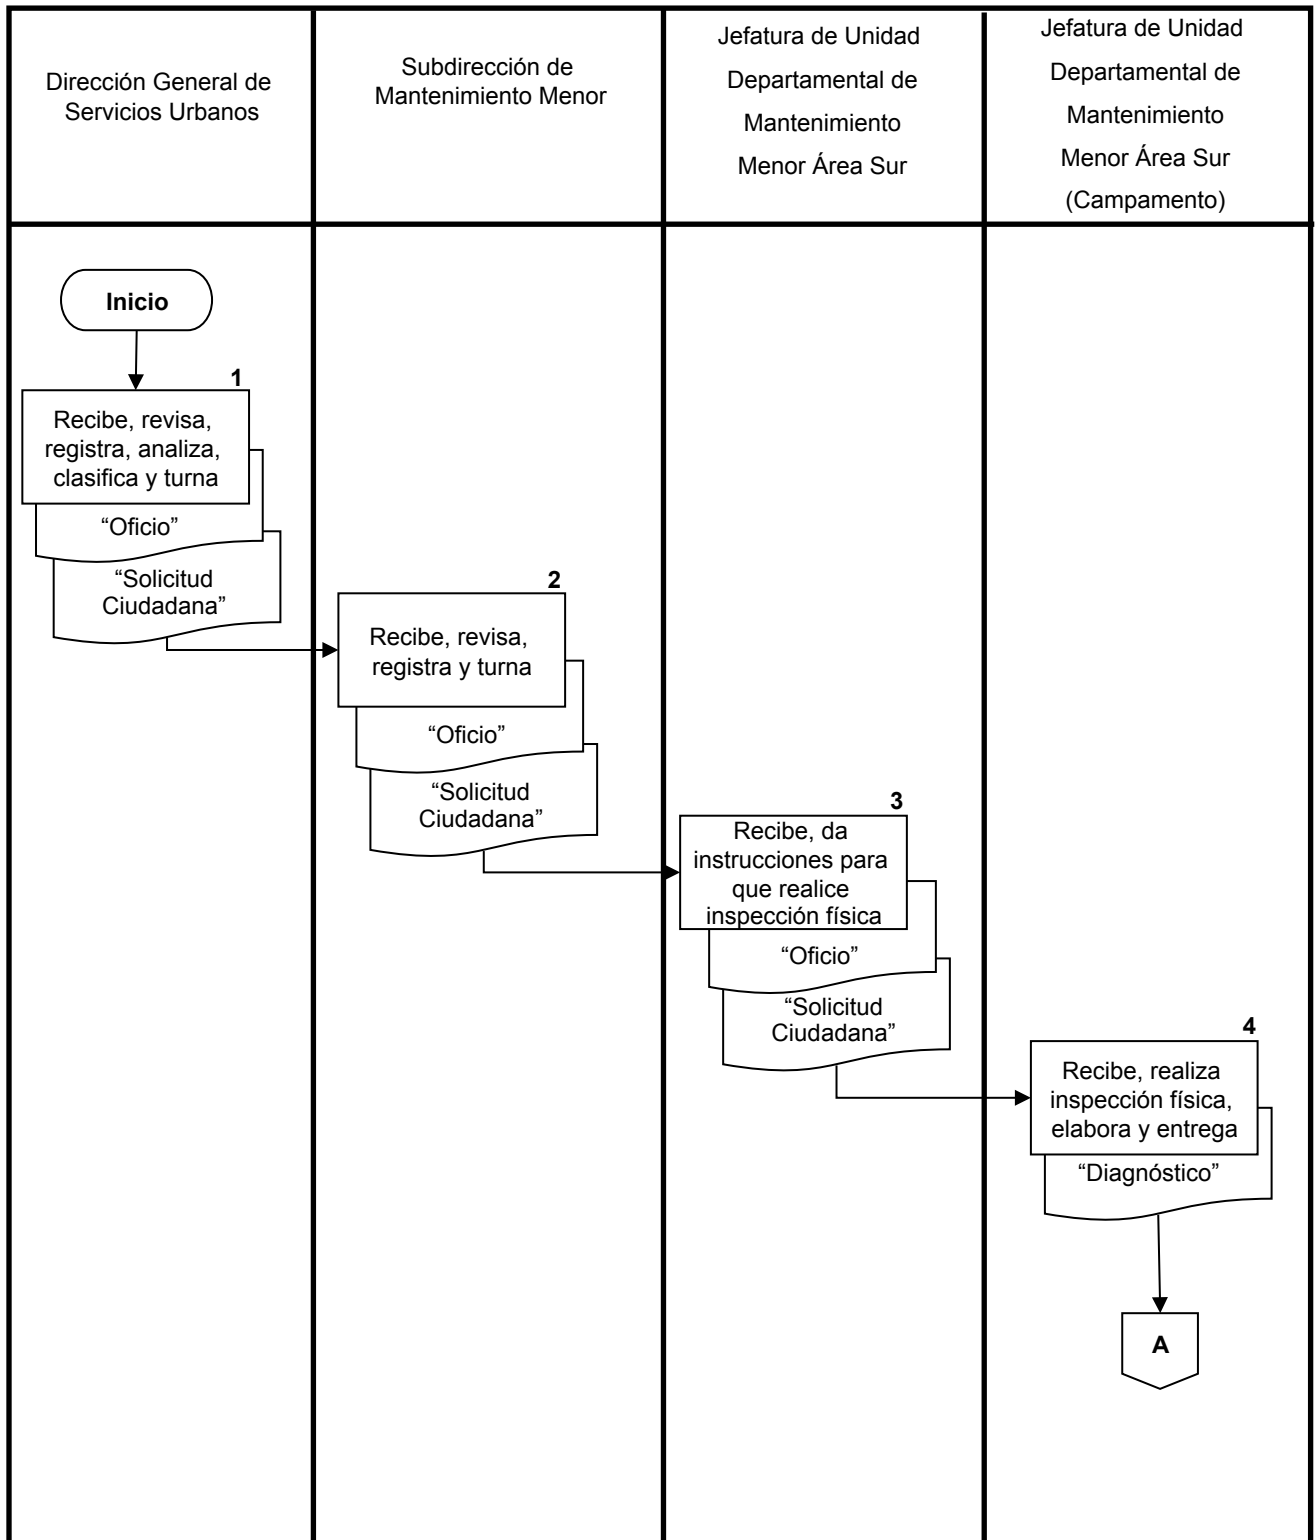 Dirección General de
Servicios Urbanos
Subdirección de
Mantenimiento Menor
Jefatura de Unidad
Departamental de
Mantenimiento
Menor Área Sur
Jefatura de Unidad
Departamental de
Mantenimiento
Menor Área Sur
(Campamento)
Inicio
1
Recibe, revisa,
registra, analiza,
clasifica y turna
“Oficio”
“Solicitud
Ciudadana”
2
Recibe, revisa,
registra y turna
“Oficio”
“Solicitud
Ciudadana”
3
Recibe, da
instrucciones para
que realice
inspección física
“Oficio”
“Solicitud
Ciudadana”
4
Recibe, realiza
inspección física,
elabora y entrega
“Diagnóstico”
A